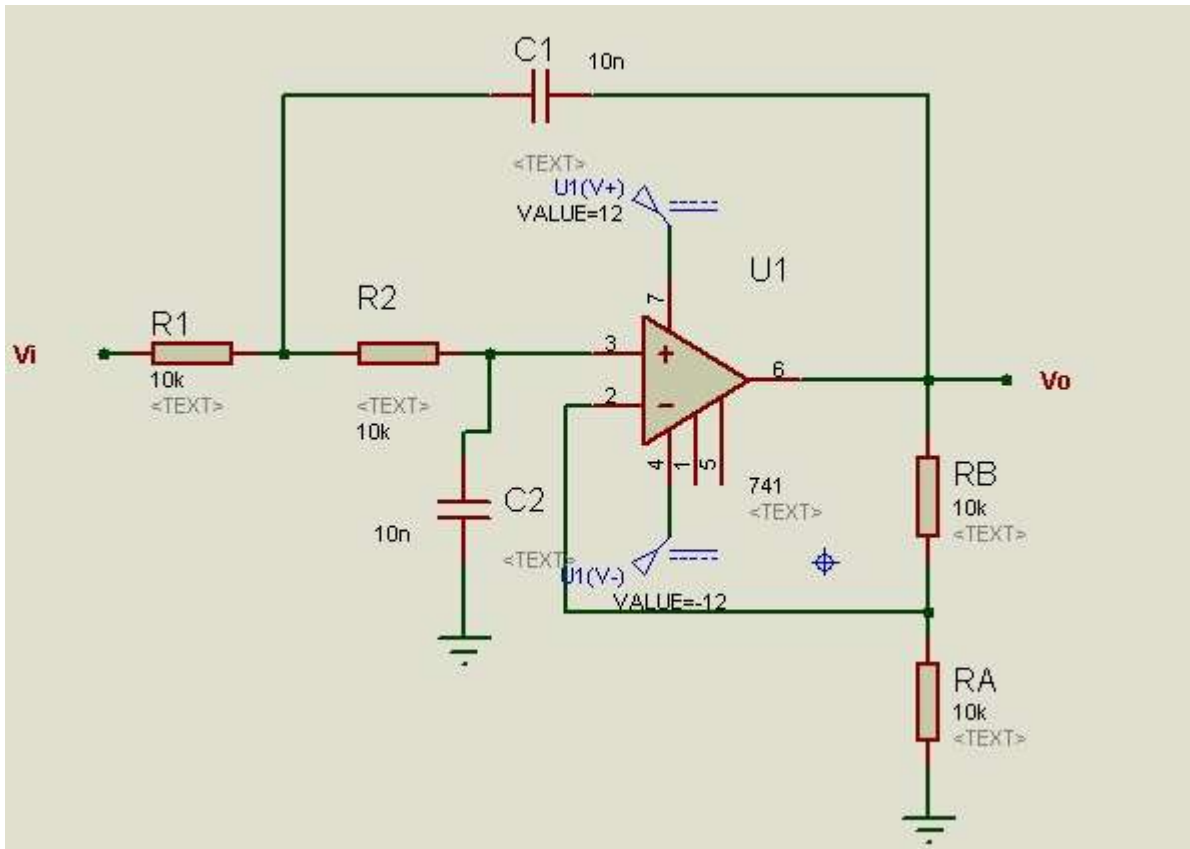 C1
10n
<TEXT>
U1(V+)
VALUE=12
U1
7
R2
R1
Vi
10k
<TEXT>
<TEXT>
10k
3
2
+
−
6
Vo
4
1
5
741
<TEXT>
C2
10n
<TEXT>
U1(V-)
VALUE=-12
RB
10k
<TEXT>
RA
10k
<TEXT>